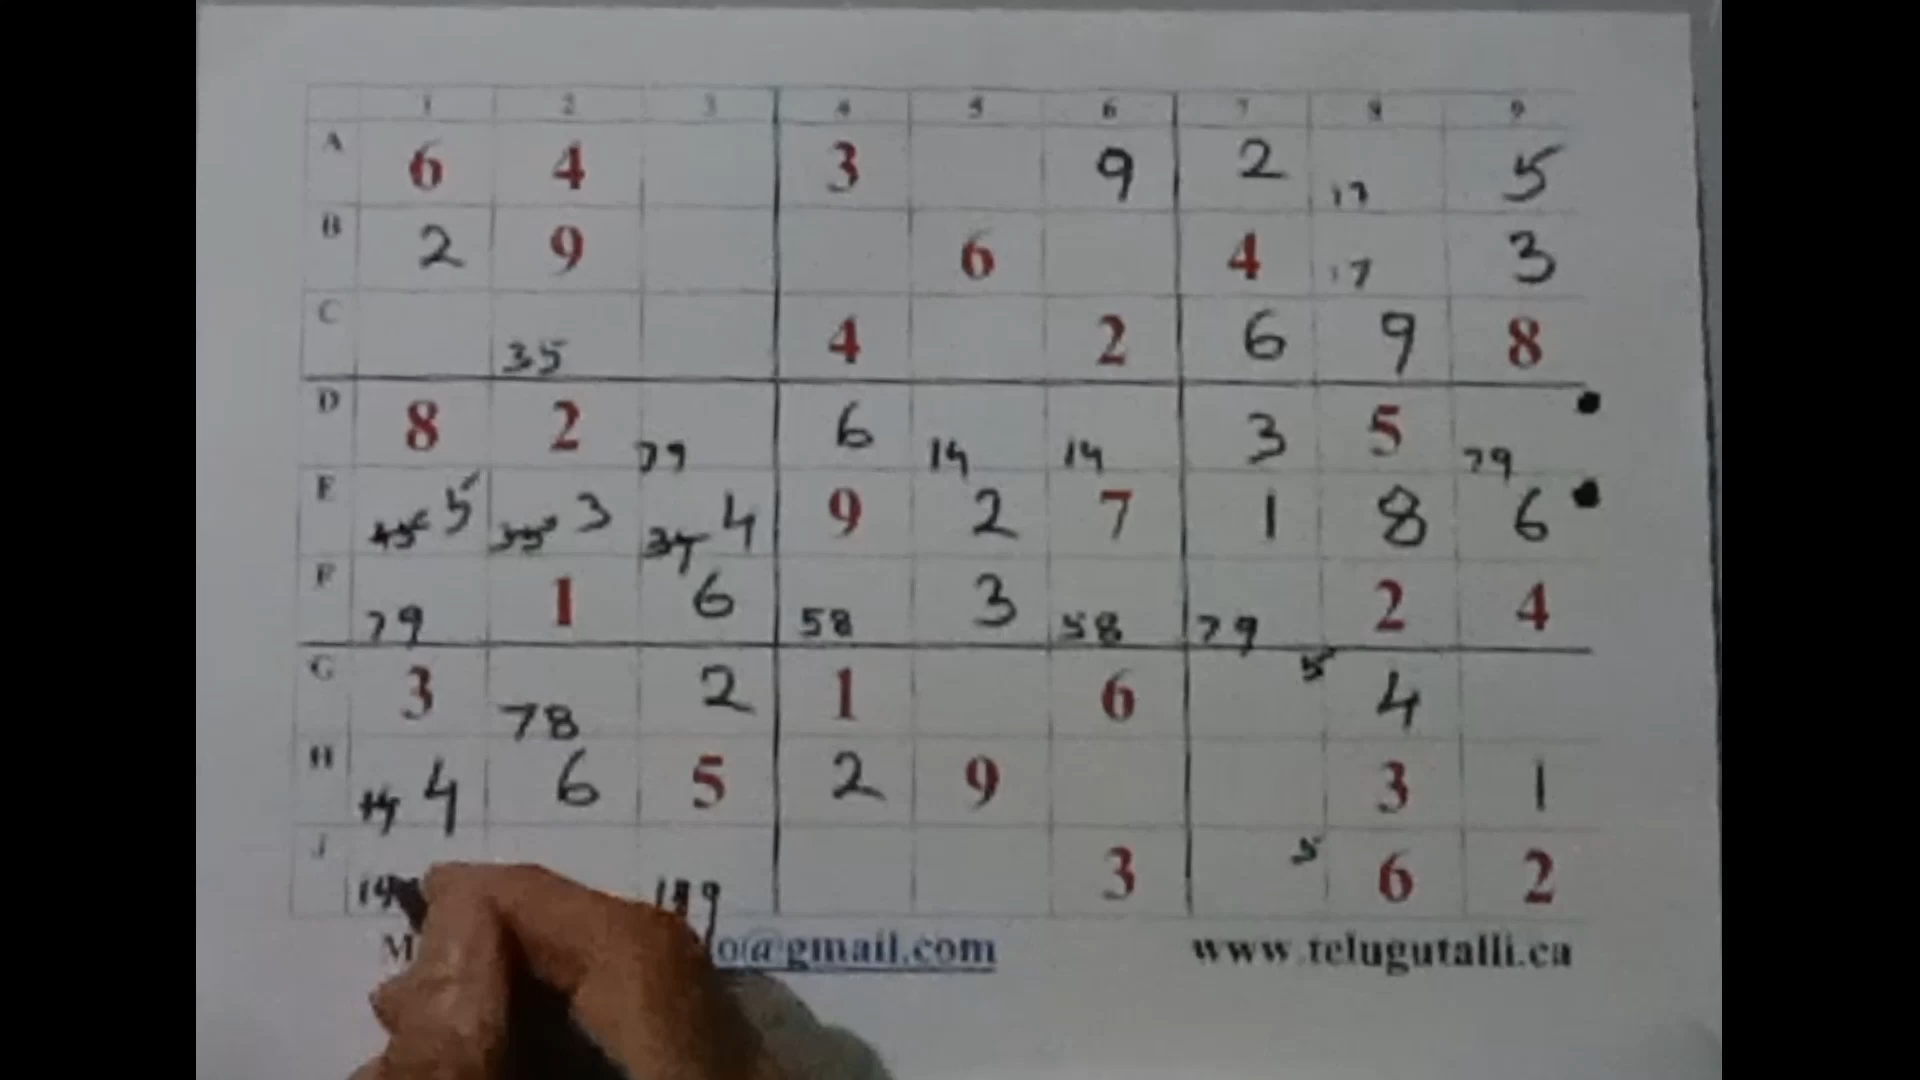 1 2 3 4 5 6 7 8 9
A 6 4 3 9 2 17 5
B 2 9 6 4 17 3
C 35 4 2 6 9 8
D 8 2 79 6 14 14 3 5 79
E 45 5 35 3 34 4 9 2 7 1 8 6
F 79 1 6 58 3 58 79 2 4
G 3 78 2 1 6 5 4
H 14 4 6 5 2 9 3 1
J 3 5 6 2
o@gmail.com www.telugutalli.ca